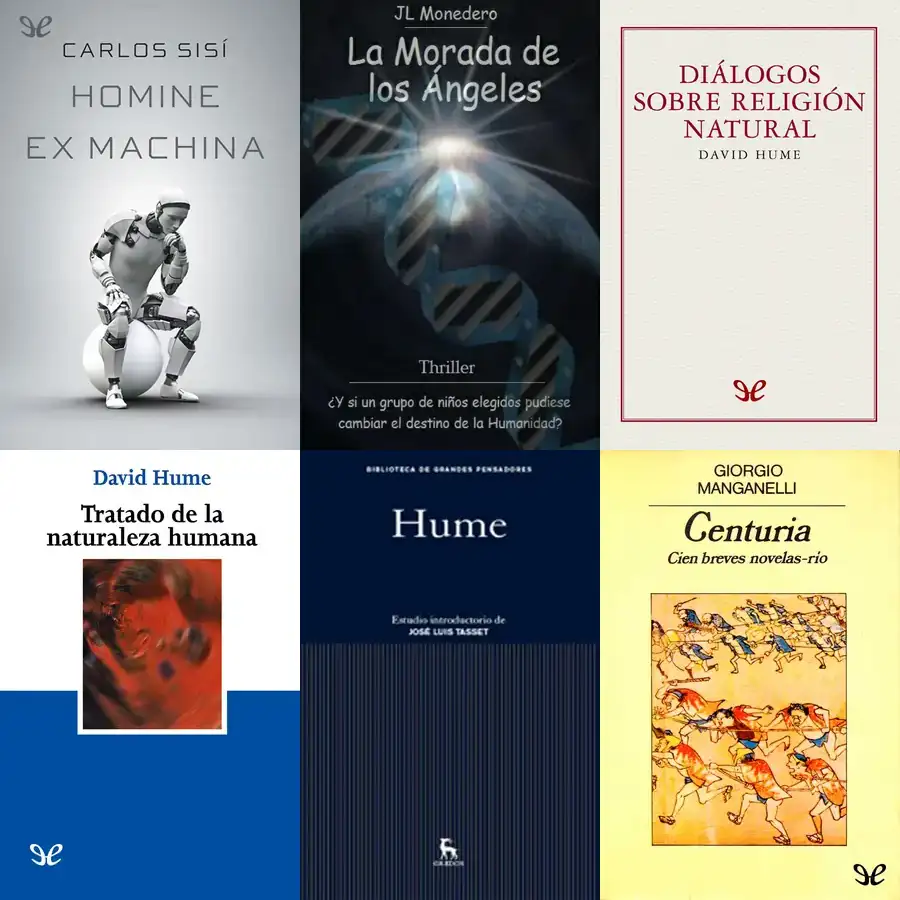 CARLOS SISÍ
HOMINE
EX MACHINA
JL Monedero
La Morada de
los Ángeles
Thriller
¿Y si un grupo de niños elegidos pudiese
cambiar el destino de la Humanidad?
DIÁLOGOS
SOBRE RELIGIÓN
NATURAL
DAVID HUME
David Hume
Tratado de la
naturaleza humana
BIBLIOTECA DE GRANDES PENSADORES
Hume
Estudio introductorio de
JOSÉ LUIS TASSET
GREDOS
GIORGIO
MANGANELLI
Centuria
Cien breves novelas-río